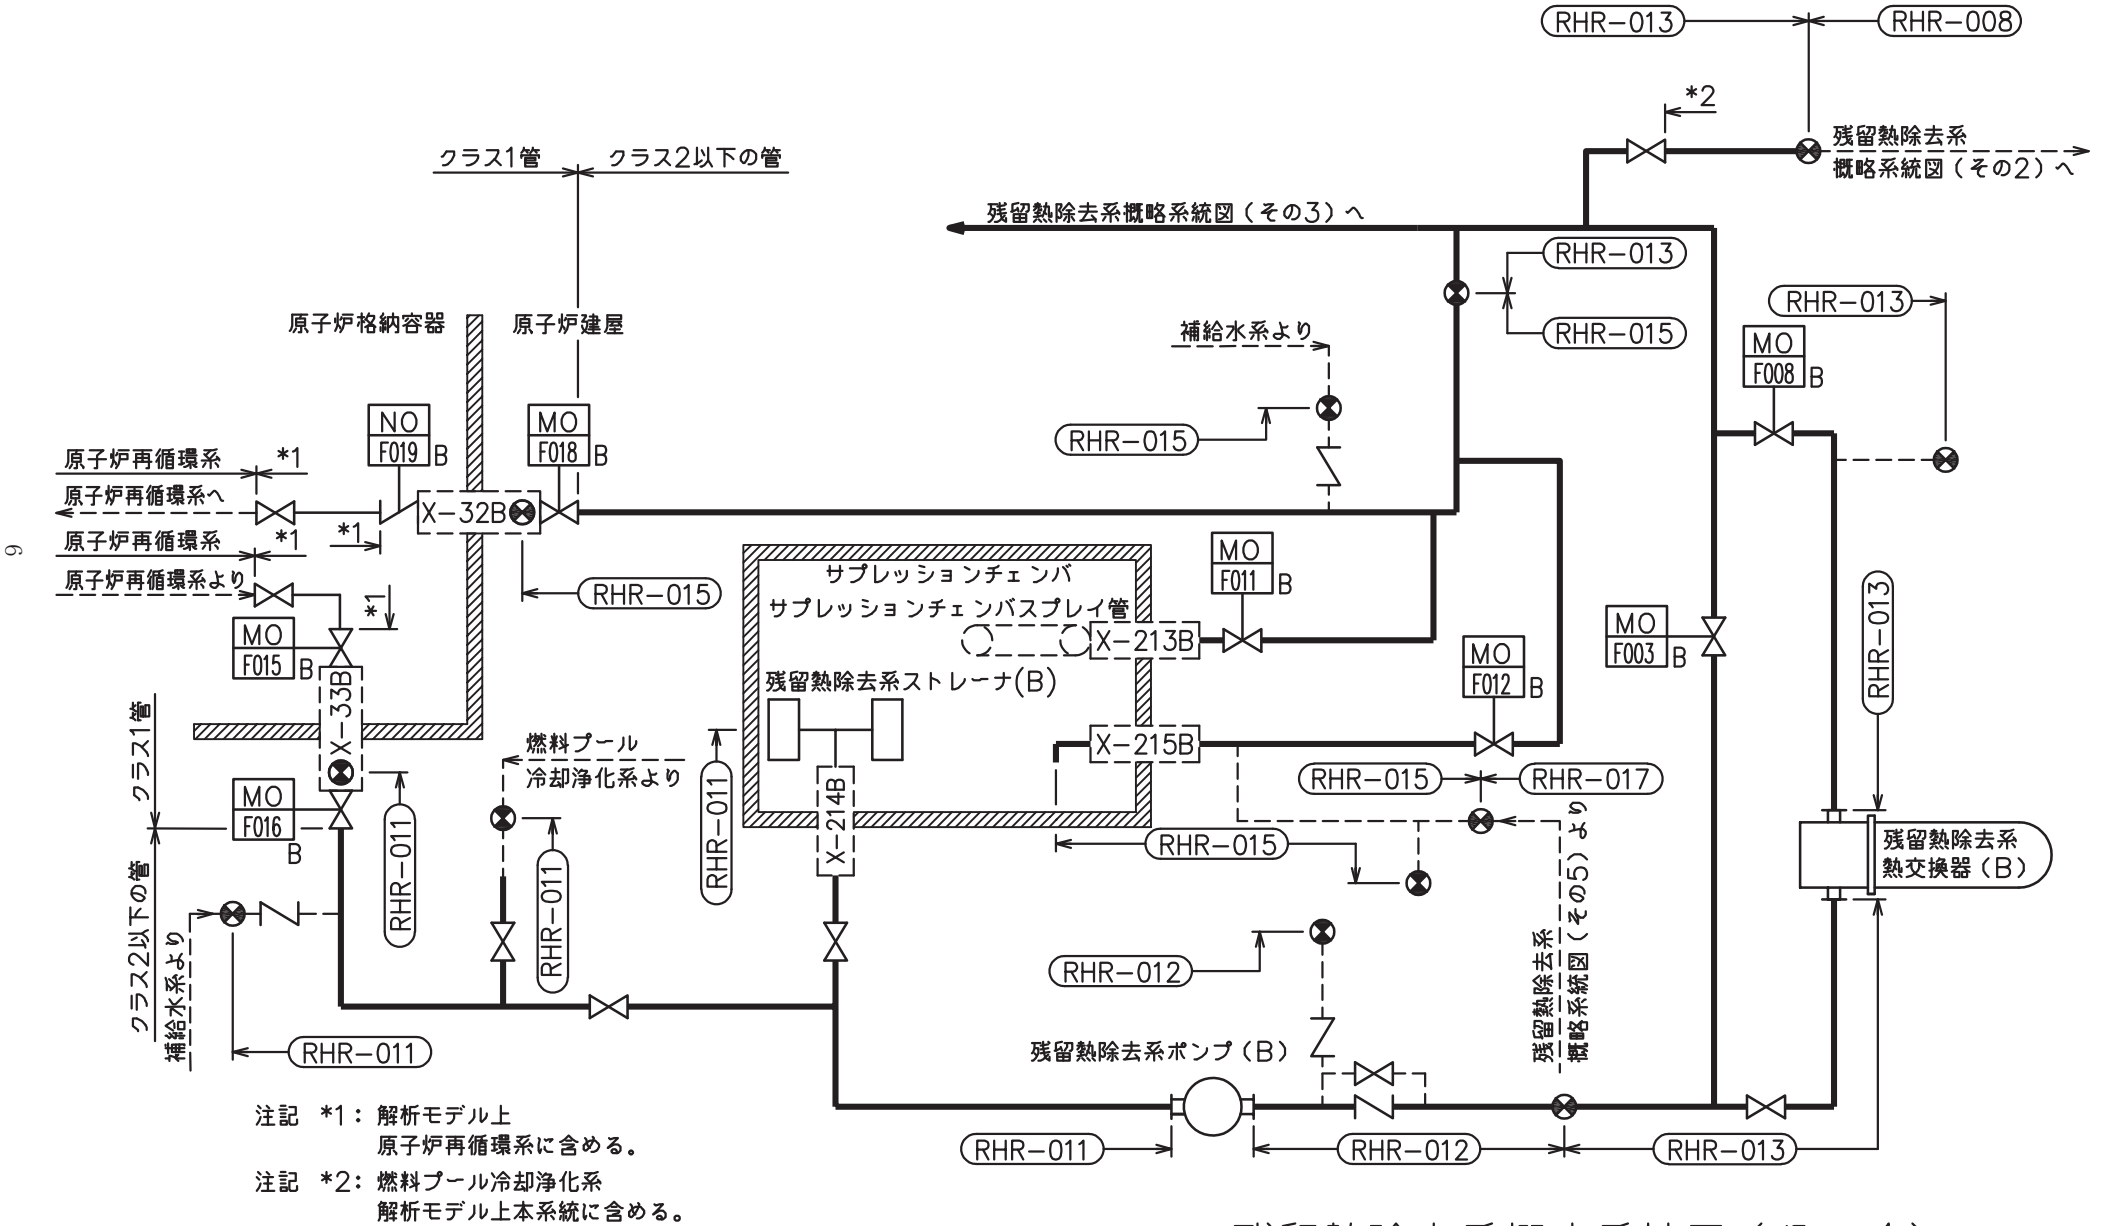 RHR-013
RHR-008
*2
残留熱除去系
概略系統図(その2)へ
クラス1管
クラス2以下の管
残留熱除去系概略系統図(その3)へ
RHR-013
RHR-015
RHR-013
原子炉格納容器
原子炉建屋
補給水系より
MO
F008
B
NO
F019
B
MO
F018
B
RHR-015
原子炉再循環系
*1
原子炉再循環系へ
X-32B
原子炉再循環系
*1
*1
原子炉再循環系より
*1
RHR-015
MO
F011
B
サプレッションチェンバ
サプレッションチェンバスプレイ管
X-213B
MO
F015
B
X-33B
MO
F003
B
RHR-013
MO
F012
B
残留熱除去系ストレーナ(B)
X-215B
クラス1管
クラス2以下の管
燃料プール
冷却浄化系より
RHR-011
X-214B
RHR-015
RHR-017
MO
F016
B
RHR-011
RHR-011
RHR-015
残留熱除去系
熱交換器(B)
残留熱除去系
概略系統図(その5)より
補給水系より
RHR-012
RHR-011
残留熱除去系ポンプ(B)
RHR-011
RHR-012
RHR-013
注記 *1: 解析モデル上
原子炉再循環系に含める。
注記 *2: 燃料プール冷却浄化系
解析モデル上本系統に含める。
9